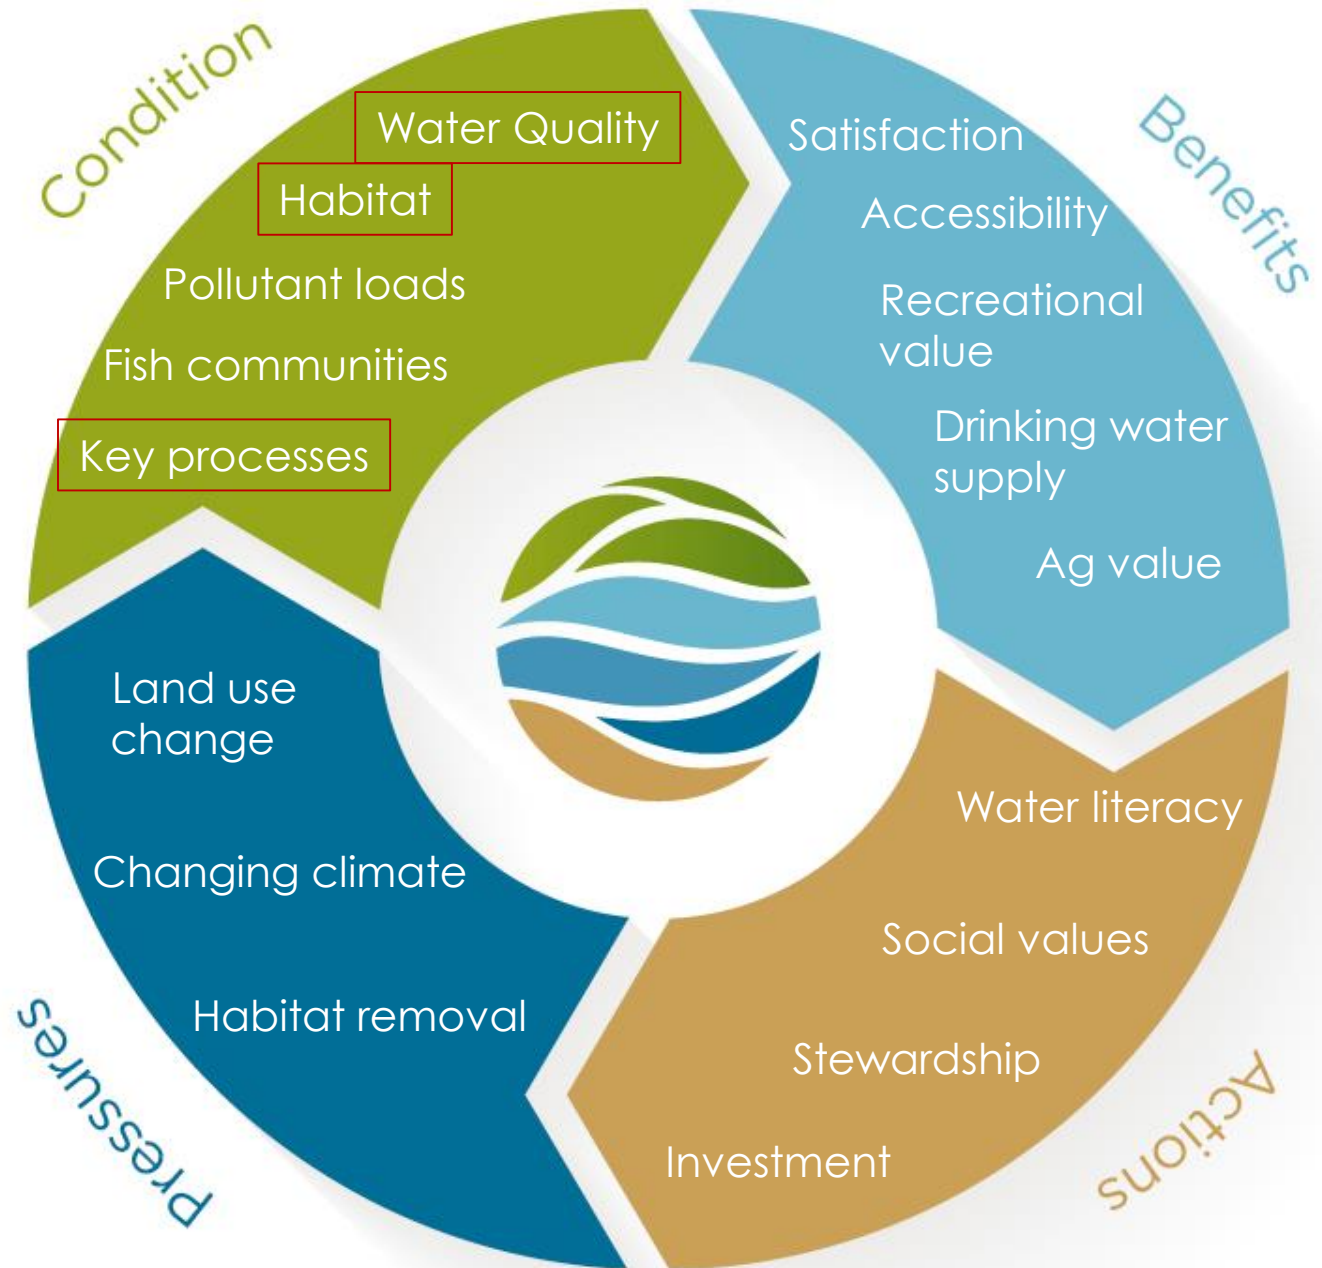 Condition
Water Quality
Habitat
Pollutant loads
Fish communities
Key processes
Benefits
Satisfaction
Accessibility
Recreational
value
Drinking water
supply
Ag value
Actions
Water literacy
Social values
Stewardship
Investment
Pressures
Land use
change
Changing climate
Habitat removal